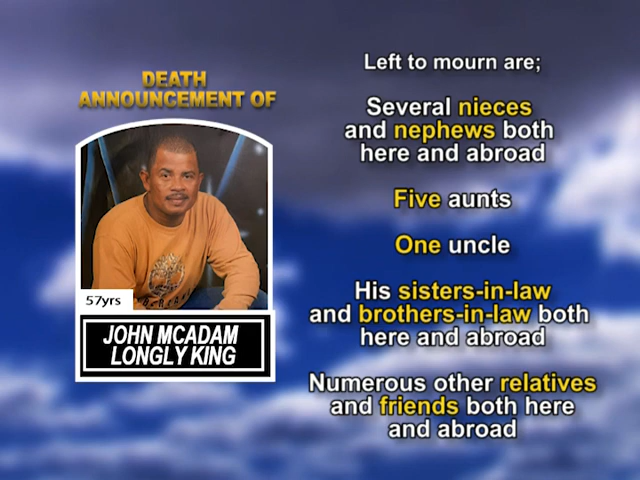 DEATH
ANNOUNCEMENT OF
57yrs
JOHN MCADAM
LONGLY KING
Left to mourn are;
Several nieces
and nephews both
here and abroad
Five aunts
One uncle
His sisters-in-law
and brothers-in-law both
here and abroad
Numerous other relatives
and friends both here
and abroad